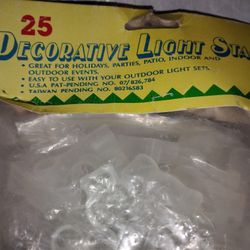 25
DECORATIVE LIGHT
• GREAT FOR HOLIDAYS, PARTIES, PATIO, INDOOR AND
OUTDOOR EVENTS.
• EASY TO USE WITH YOUR OUTDOOR LIGHT SETS.
• U.S.A PAT-PENDING NO. 07/826,784
• TAIWAN PENDING NO. 80216583